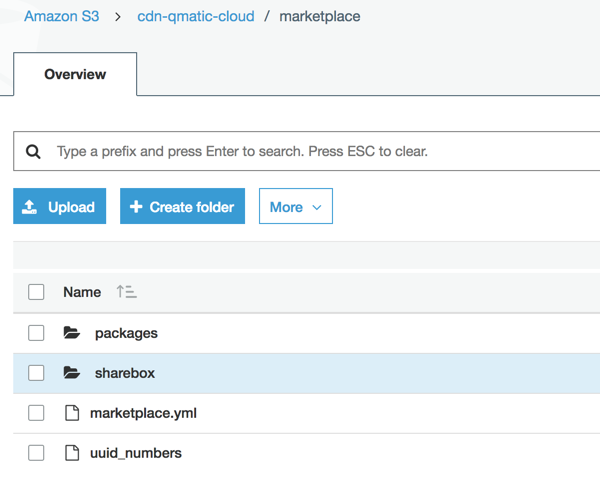 Amazon S3 > cdn-qmatic-cloud / marketplace
Overview
Type a prefix and press Enter to search. Press ESC to clear.
Upload + Create folder More
Name
packages
sharebox
marketplace.yml
uuid_numbers